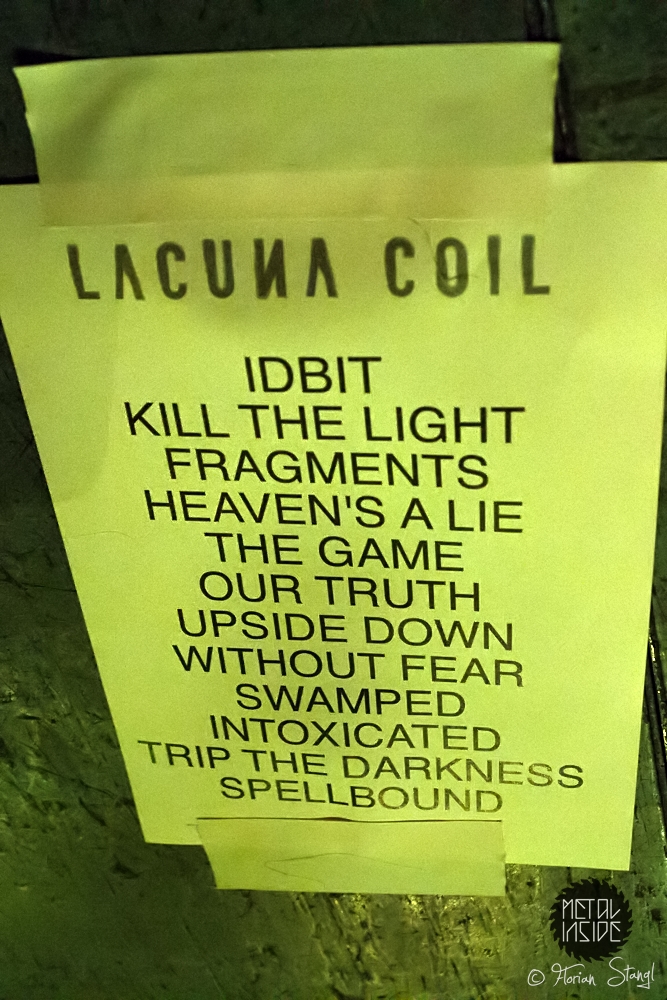 LACUNA COIL
IDBIT
KILL THE LIGHT
FRAGMENTS
HEAVEN'S A LIE
THE GAME
OUR TRUTH
UPSIDE DOWN
WITHOUT FEAR
SWAMPED
INTOXICATED
TRIP THE DARKNESS
SPELLBOUND
METAL
INSIDE
© Florian Stangl